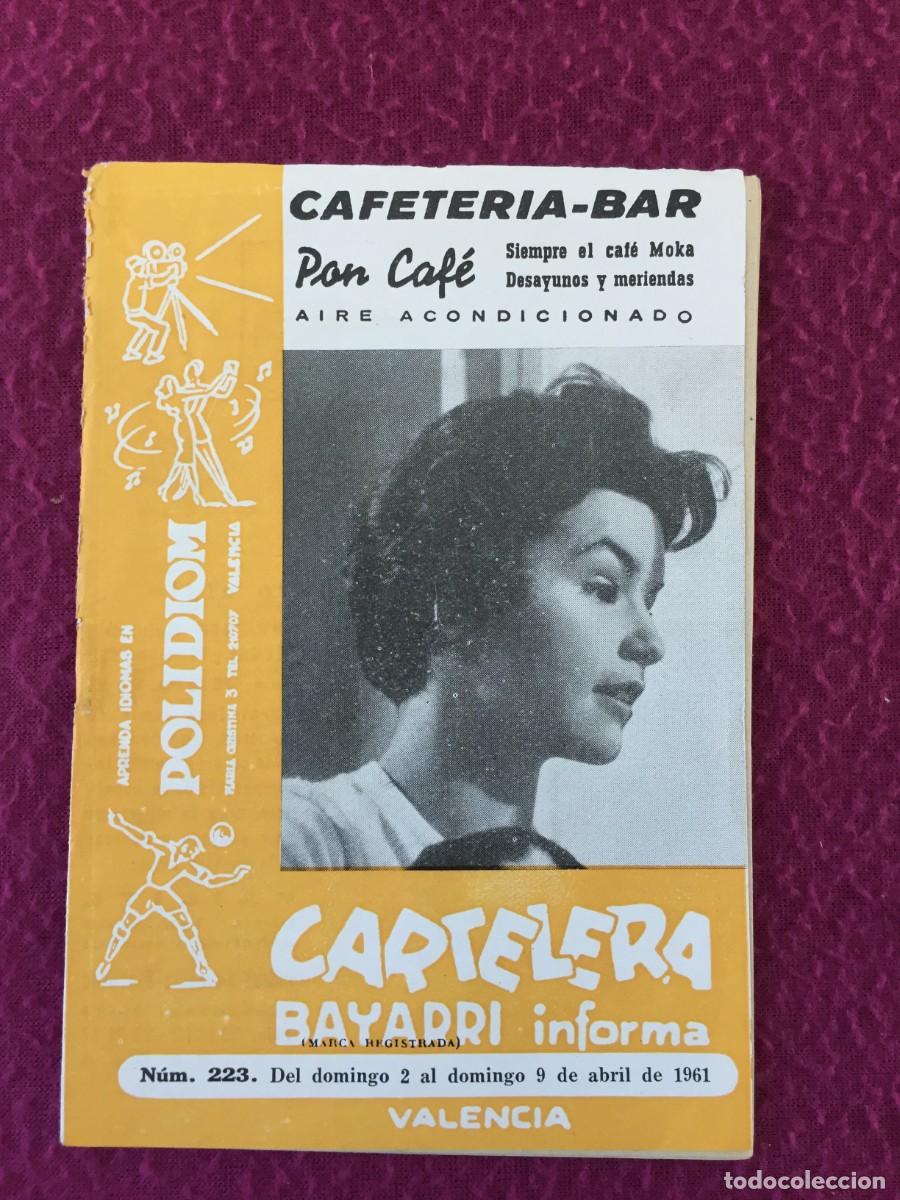 CAFETERIA-BAR
Pon Café
Siempre el café Moka
Desayunos y meriendas
AIRE ACONDICIONADO
APRENDA IDIOMAS EN
POLIDIOM
MARIA CRISTINA 3 TEL 210707 VALENCIA
CARTELERA
BAYARRI informa
(MARCA REGISTRADA)
Núm. 223. Del domingo 2 al domingo 9 de abril de 1961
VALENCIA
todocoleccion